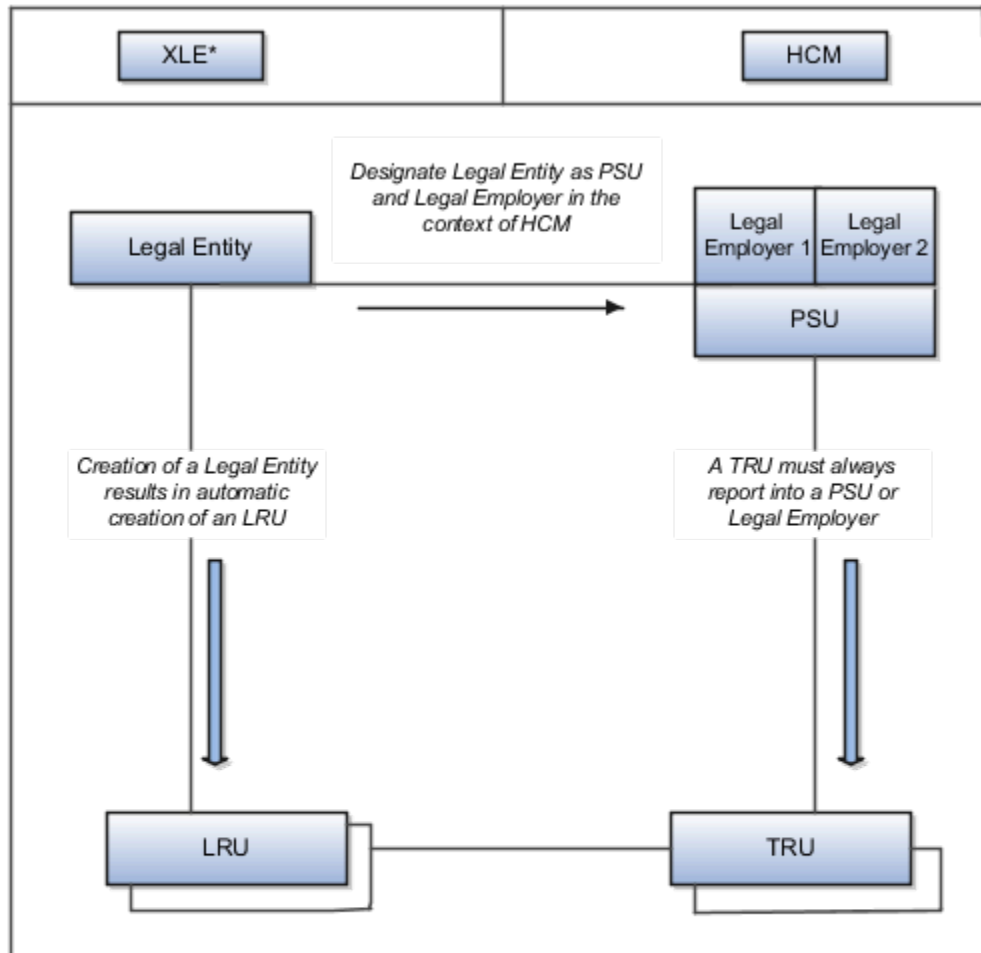 XLE*
HCM
Designate Legal Entity as PSU
and Legal Employer in the
context of HCM
Legal Entity
Legal
Employer 1
Legal
Employer 2
PSU
Creation of a Legal Entity
results in automatic
creation of an LRU
A TRU must always
report into a PSU or
Legal Employer
LRU
TRU